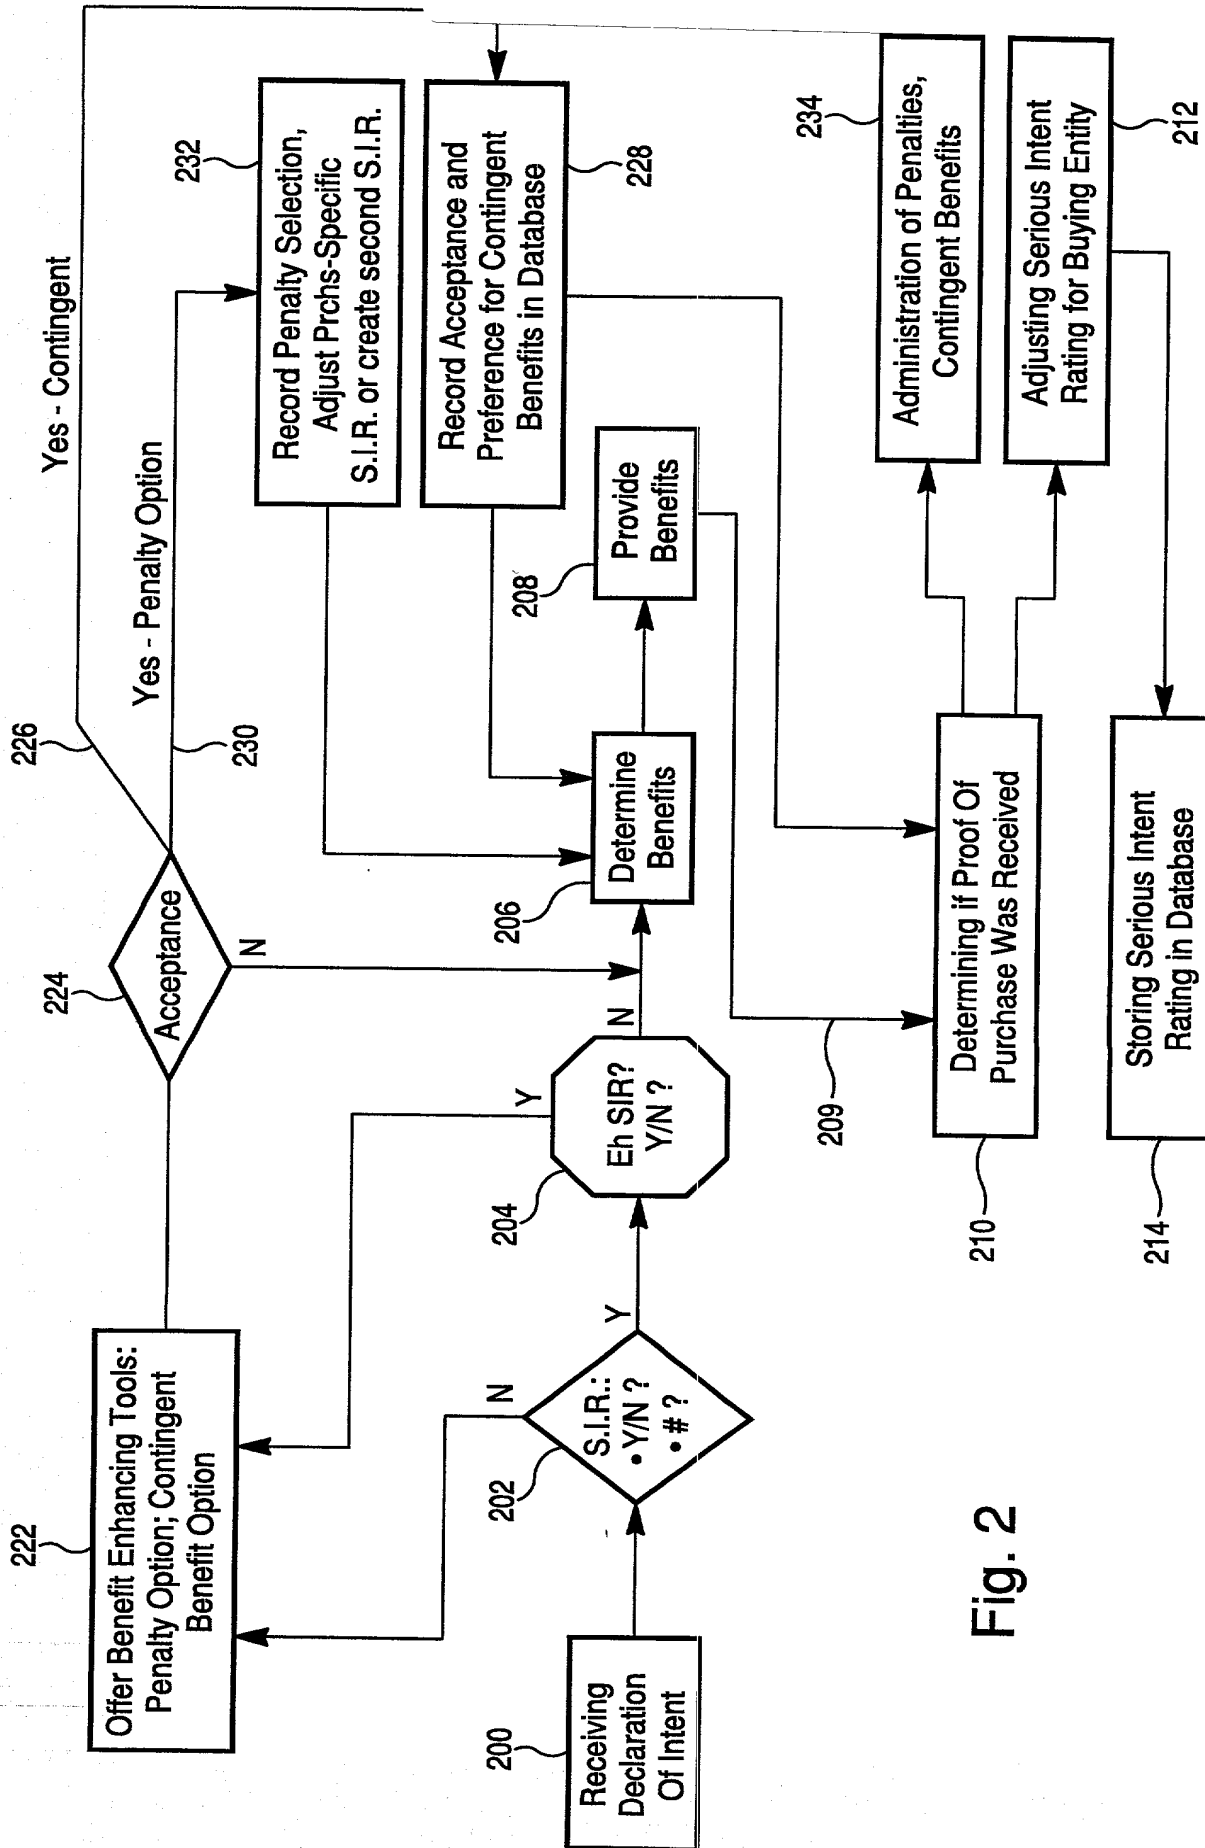 222
Offer Benefit Enhancing Tools:
Penalty Option; Contingent
Benefit Option
224
Acceptance
N
226
Yes - Contingent
230
Yes - Penalty Option
232
Record Penalty Selection,
Adjust Prchs-Specific
S.I.R. or create second S.I.R.
228
Record Acceptance and
Preference for Contingent
Benefits in Database
200
Receiving
Declaration
Of Intent
202
S.I.R.:
• Y/N ?
• # ?
N
Y
204
Eh SIR?
Y/N ?
Y
N
206
Determine
Benefits
208
Provide
Benefits
209
210
Determining if Proof Of
Purchase Was Received
234
Administration of Penalties,
Contingent Benefits
212
Adjusting Serious Intent
Rating for Buying Entity
214
Storing Serious Intent
Rating in Database
Fig. 2